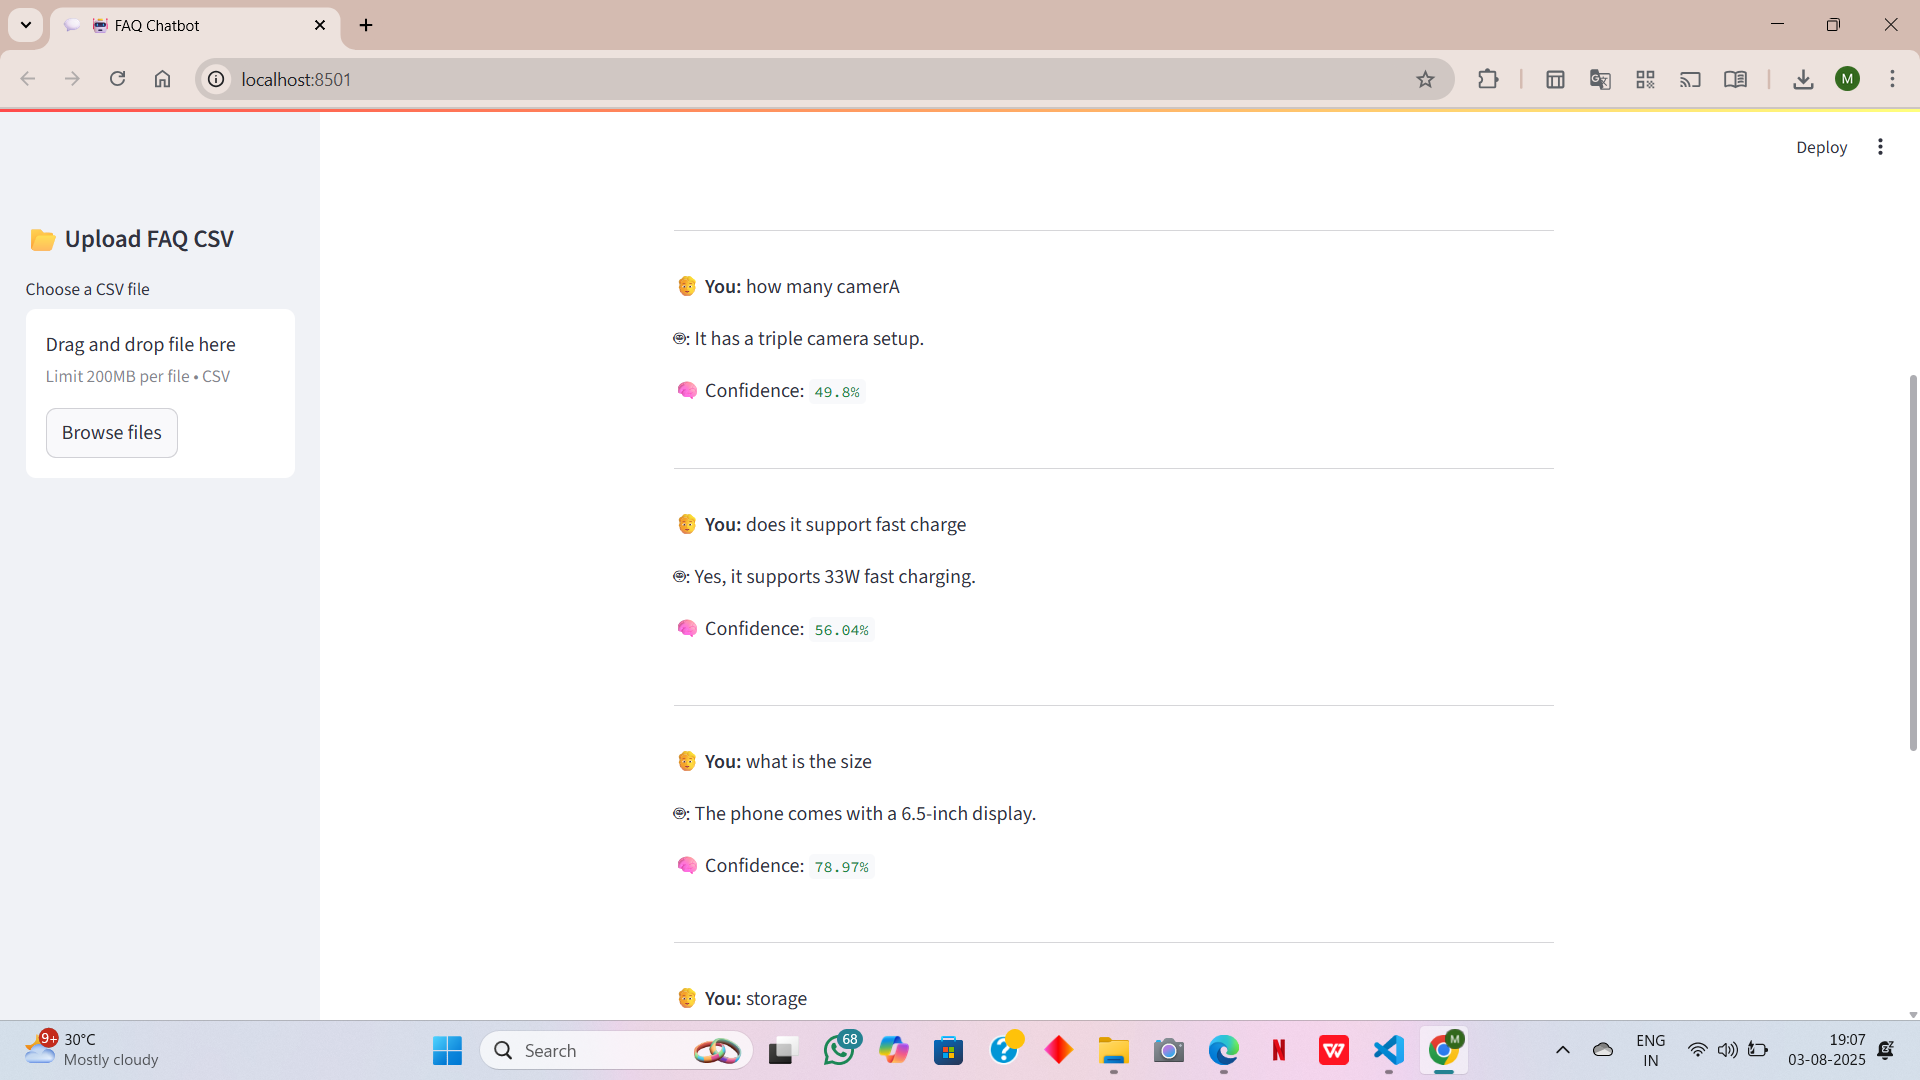 FAQ Chatbot
localhost:8501
M
Deploy
Upload FAQ CSV
Choose a CSV file
Drag and drop file here
Limit 200MB per file • CSV
Browse files
You: how many camerA
: It has a triple camera setup.
Confidence: 49.8%
You: does it support fast charge
: Yes, it supports 33W fast charging.
Confidence: 56.04%
You: what is the size
: The phone comes with a 6.5-inch display.
Confidence: 78.97%
You: storage
9+
30°C
Mostly cloudy
Search
68
N
W
M
ENG
IN
19:07
03-08-2025